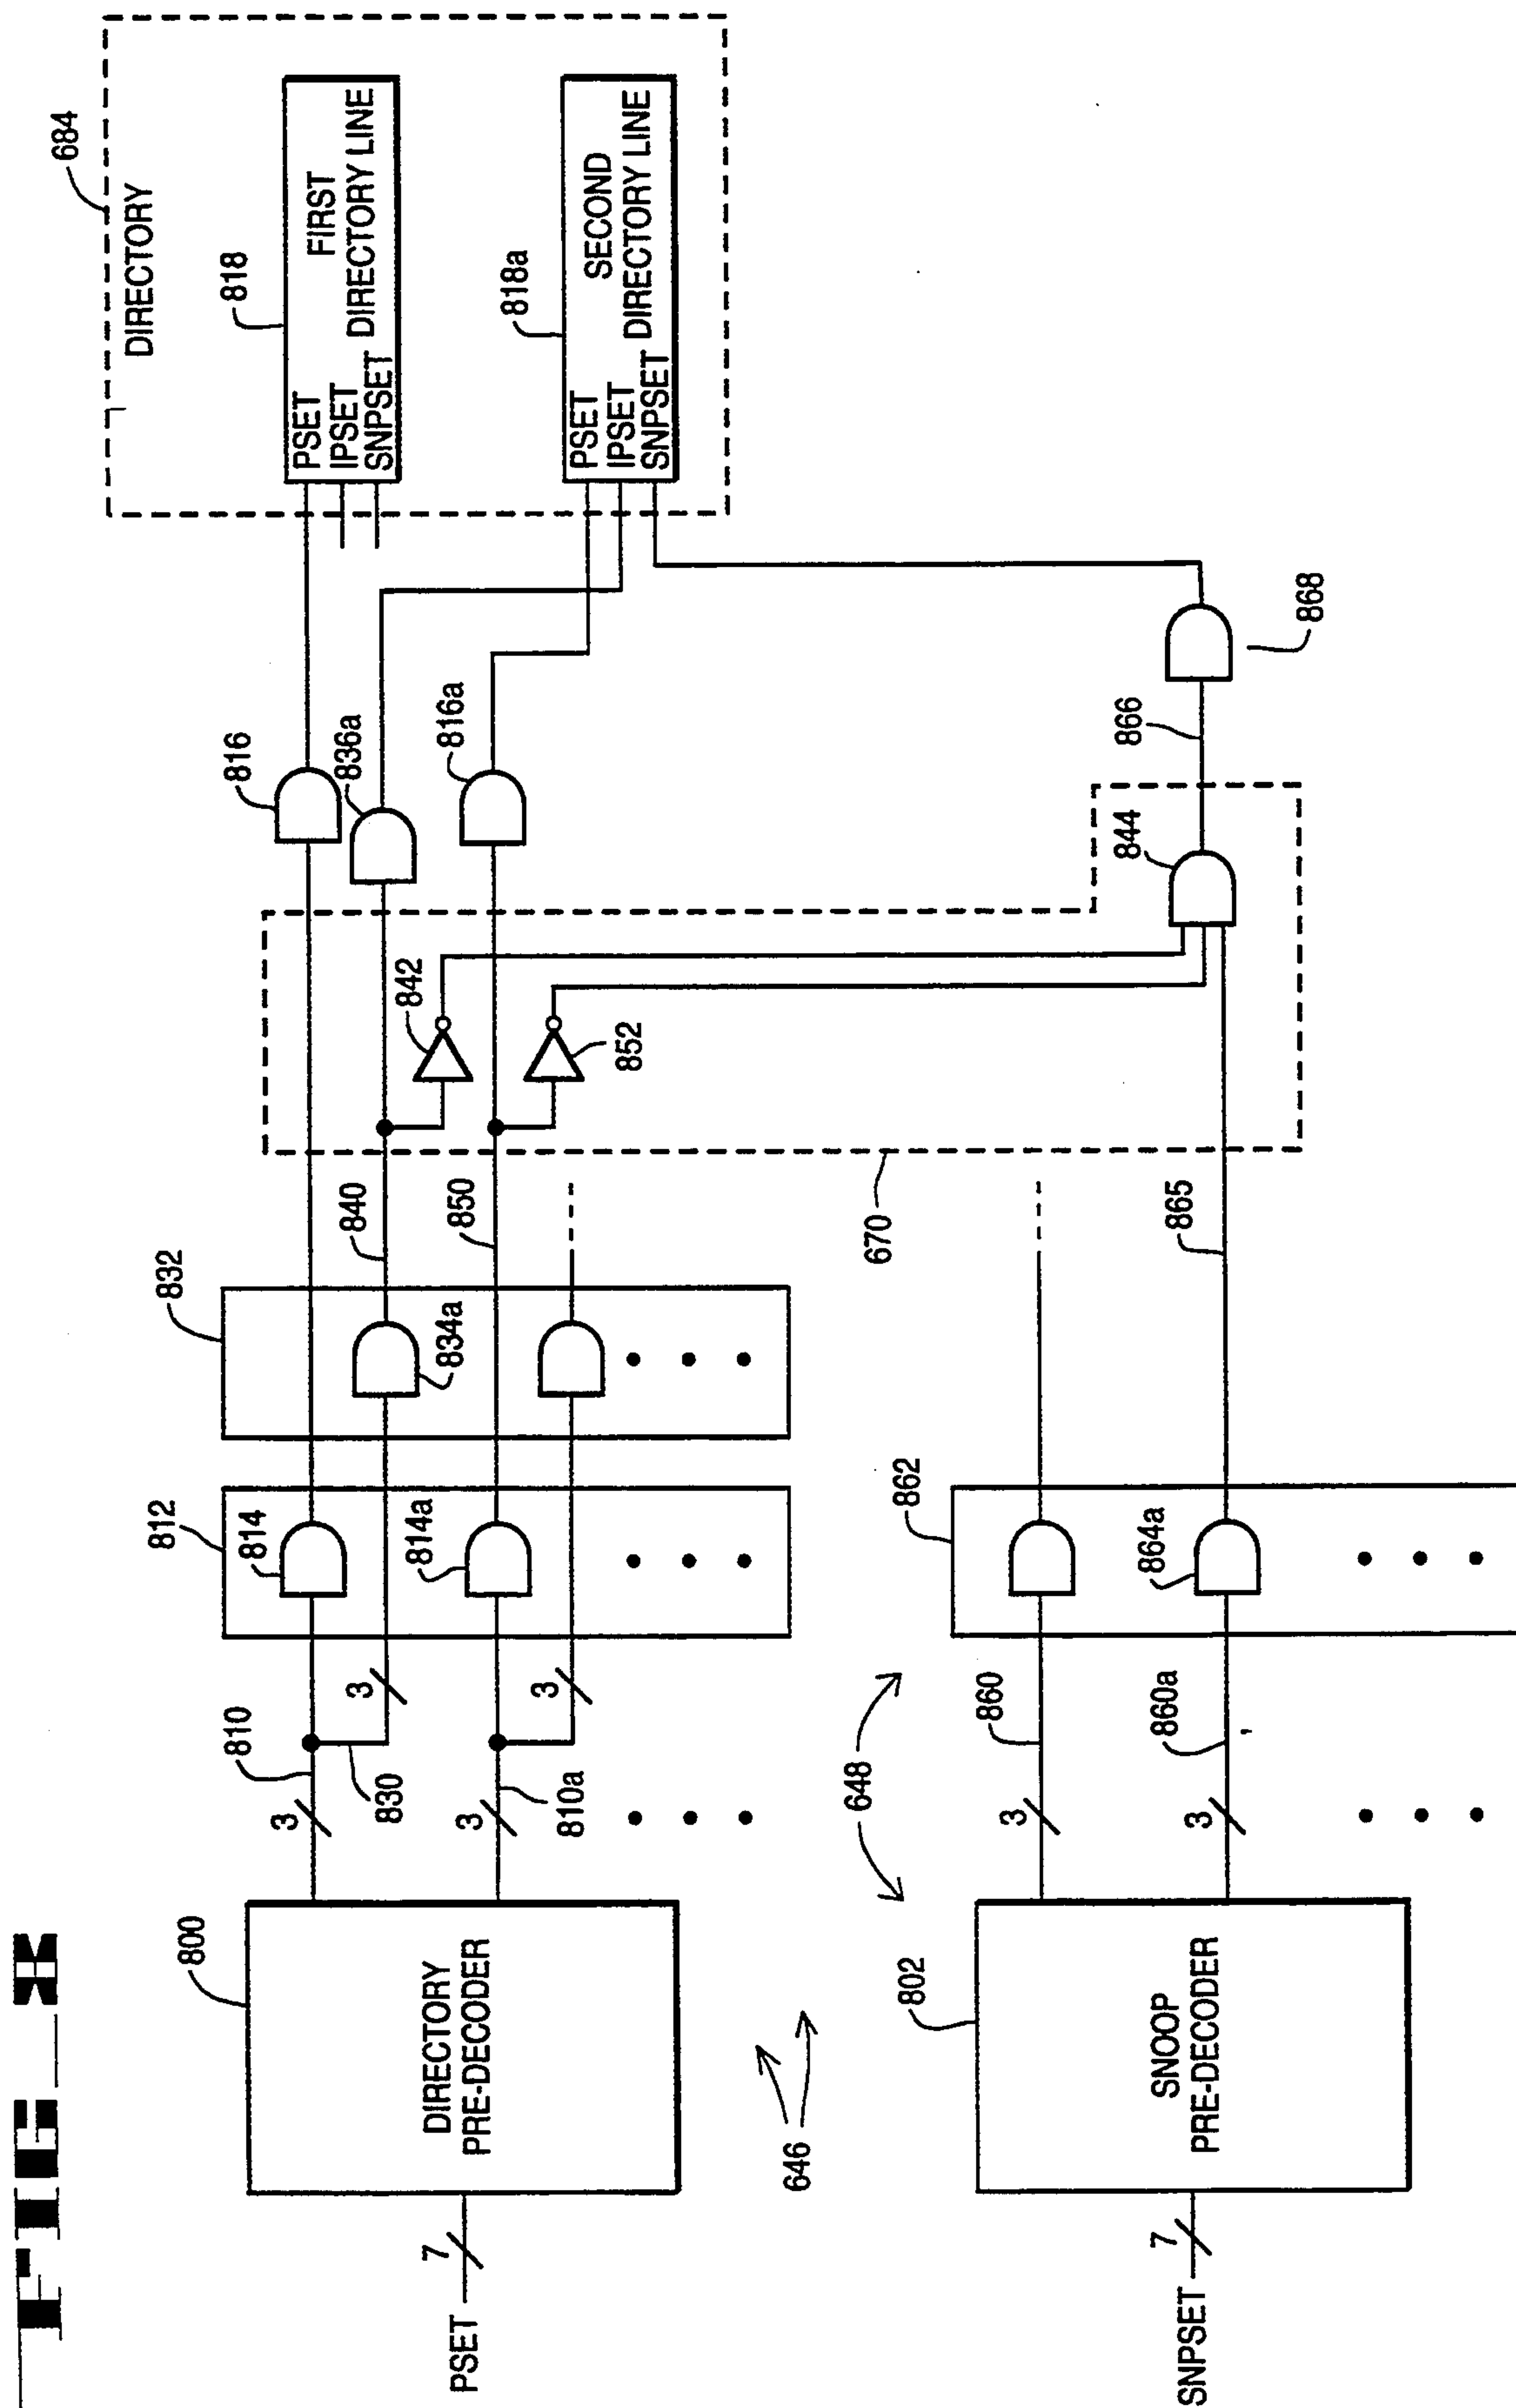 FIG_8
PSET
7
800
DIRECTORY
PRE-DECODER
3
810
830
3
3
810a
3
812
814
814a
832
834a
840
850
842
852
670
816
836a
816a
684
DIRECTORY
818
PSET
IPSET
SNPSET
FIRST
DIRECTORY LINE
818a
PSET
IPSET
SNPSET
SECOND
DIRECTORY LINE
646
648
SNPSET
7
802
SNOOP
PRE-DECODER
3
860
3
860a
862
864a
865
844
866
868